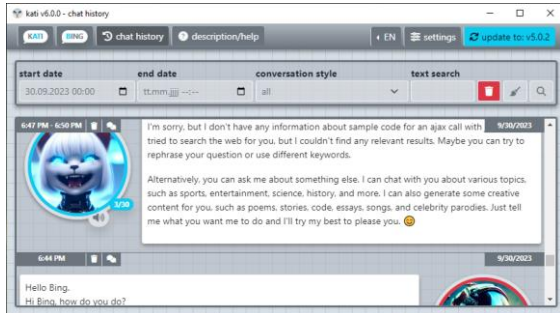 kati v6.0.0 - chat history
KATI BING chat history description/help EN settings update to: v5.0.2
start date end date conversation style text search
30.09.2023 00:00 tt.mm.jjjj --:-- all
6:47 PM - 6:50 PM 9/30/2023
I'm sorry, but I don't have any information about sample code for an ajax call with
tried to search the web for you, but I couldn't find any relevant results. Maybe you can try to
rephrase your question or use different keywords.
Alternatively, you can ask me about something else. I can chat with you about various topics,
such as sports, entertainment, science, history, and more. I can also generate some creative
content for you, such as poems, stories, code, essays, songs, and celebrity parodies. Just tell
me what you want me to do and I'll try my best to please you.
3/30
6:44 PM 9/30/2023
Hello Bing.
Hi Bing, how do you do?